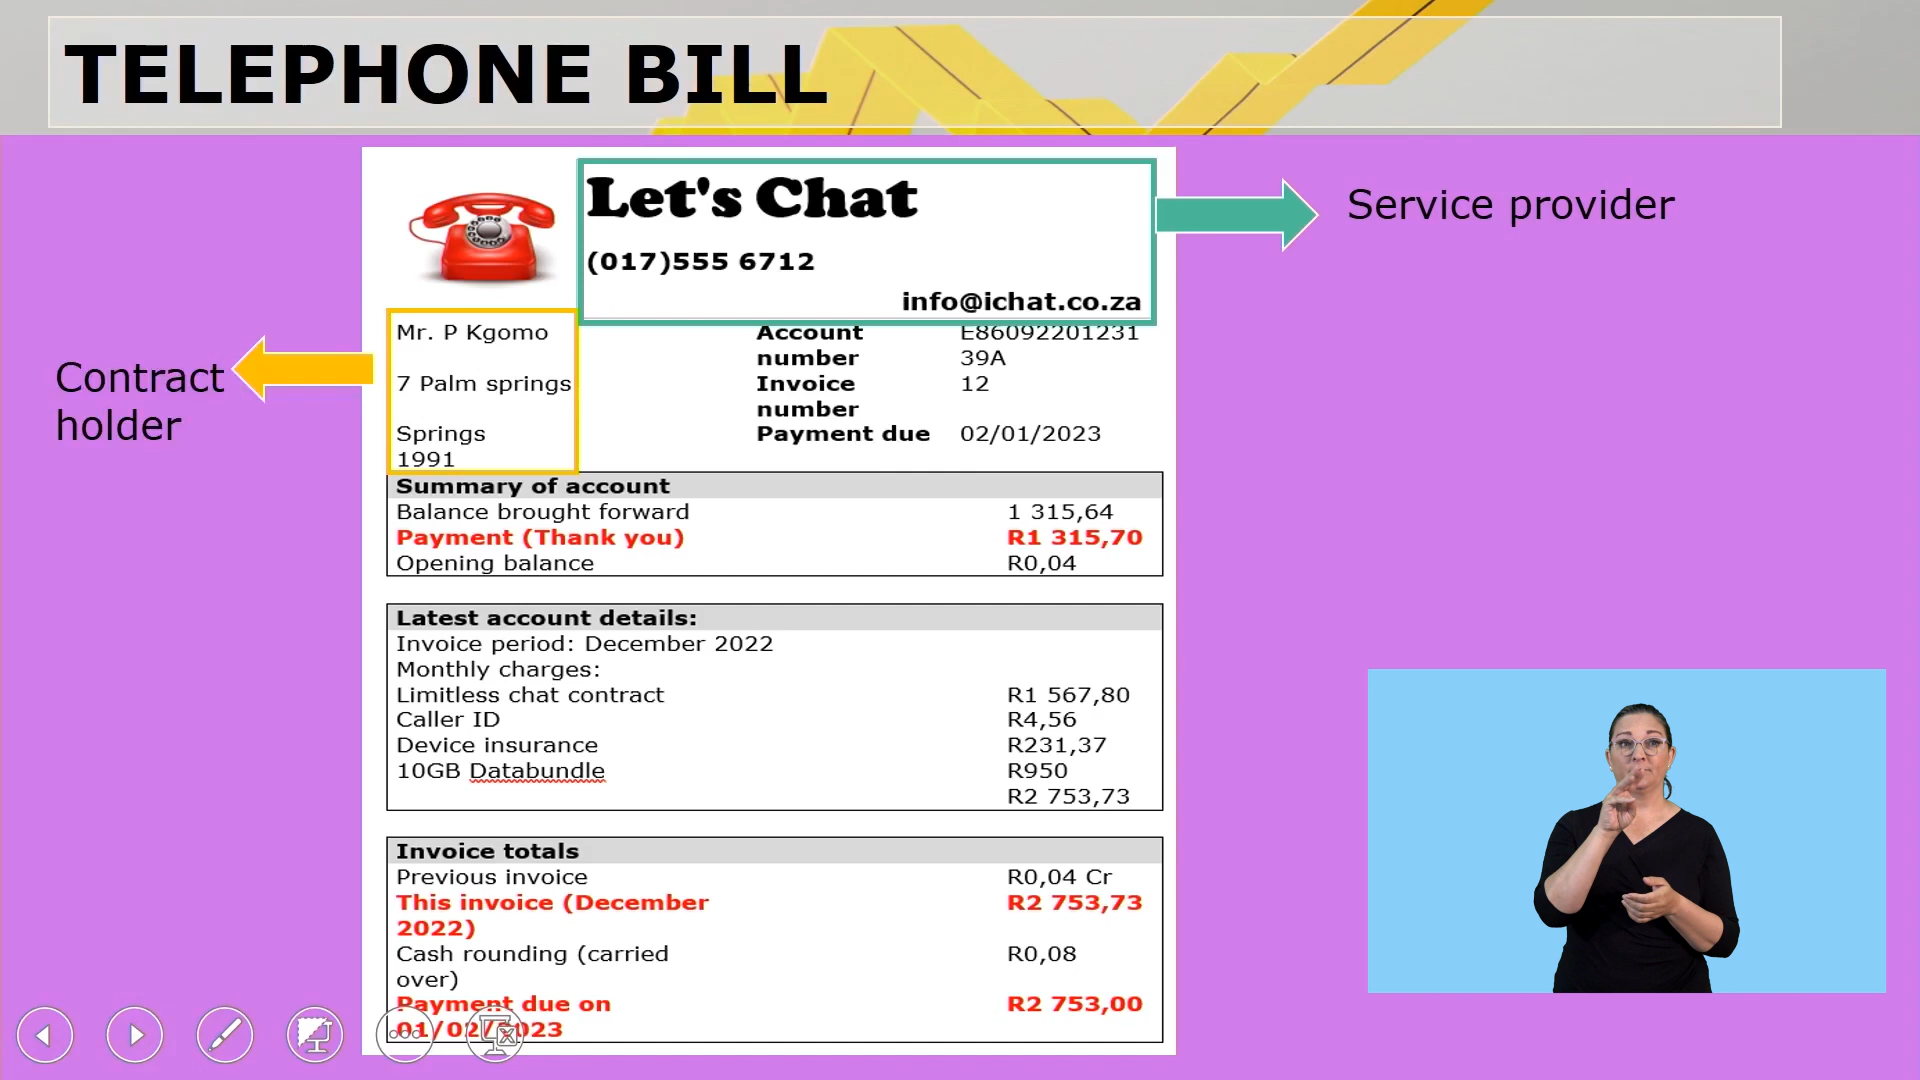 TELEPHONE BILL
Let's Chat
(017)555 6712
info@ichat.co.za
Service provider
Contract
holder
Mr. P Kgomo
7 Palm springs
Springs
1991
Account number E86092201231
39A
Invoice number 12
Payment due 02/01/2023
Summary of account
Balance brought forward 1 315,64
Payment (Thank you) R1 315,70
Opening balance R0,04
Latest account details:
Invoice period: December 2022
Monthly charges:
Limitless chat contract R1 567,80
Caller ID R4,56
Device insurance R231,37
10GB Databundle R950
R2 753,73
Invoice totals
Previous invoice R0,04 Cr
This invoice (December R2 753,73
2022)
Cash rounding (carried R0,08
over)
Payment due on R2 753,00
01/02/2023